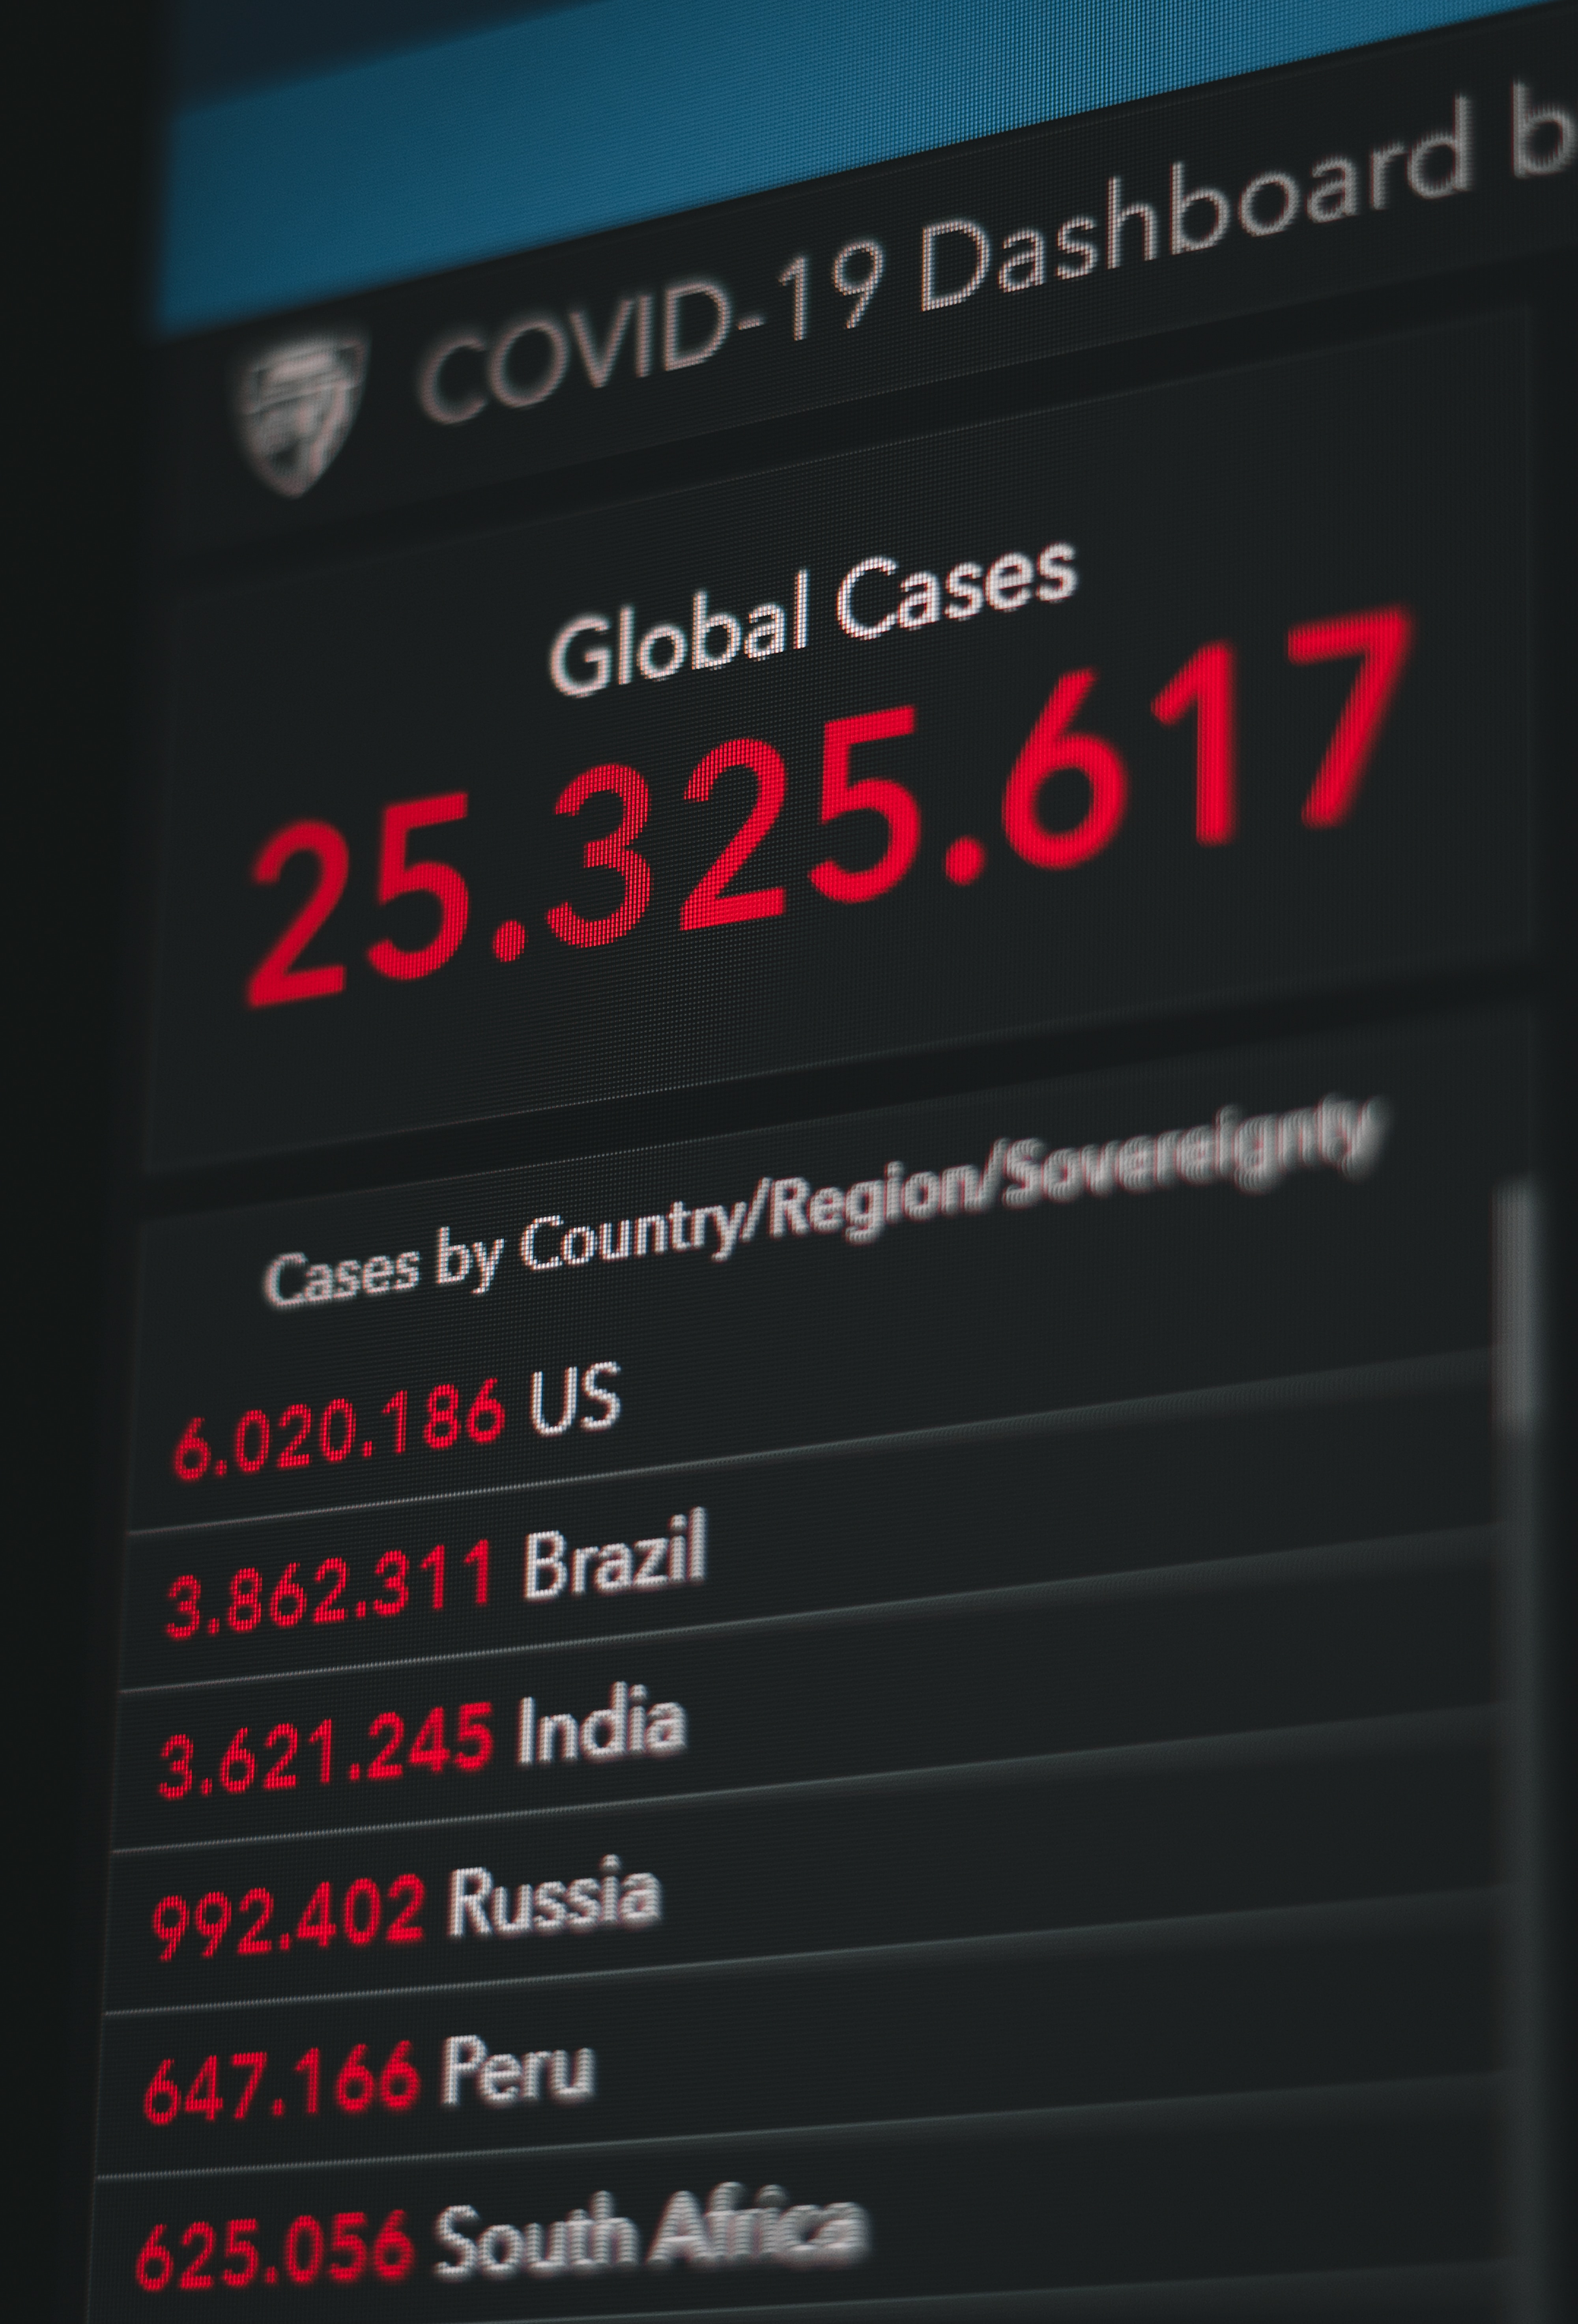 COVID-19 Dashboard b
Global Cases
25.325.617
Cases by Country/Region/Sovereignty
6.020.186 US
3.862.311 Brazil
3.621.245 India
992.402 Russia
647.166 Peru
625.056 South Africa